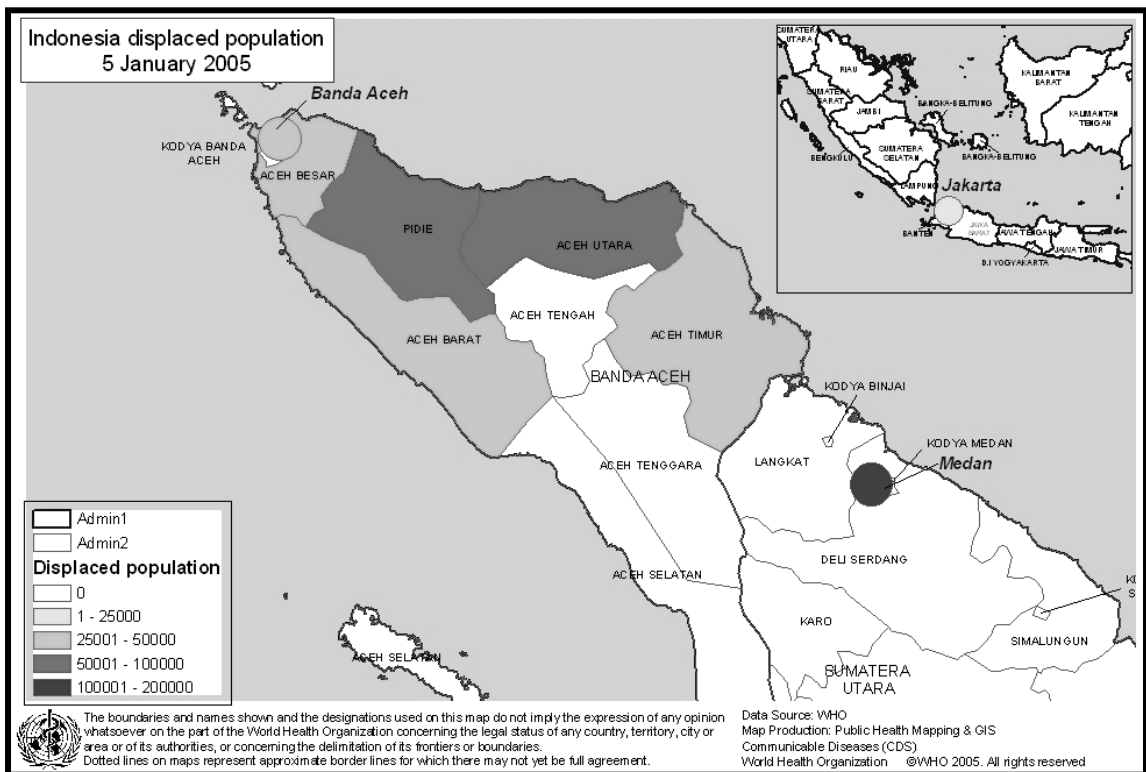 Indonesia displaced population
5 January 2005
Banda Aceh
KODYA BANDA
ACEH
ACEH BESAR
PIDIE
ACEH UTARA
ACEH TENGAH
ACEH BARAT
ACEH TIMUR
BANDA ACEH
KODYA BINJAI
KODYA MEDAN
Medan
LANGKAT
ACEH TENGGARA
DELI SERDANG
ACEH SELATAN
KARO
SIMALUNGUN
SUMATERA
UTARA
ACEH SELATAN
SUMATERA
UTARA
RIAU
SUMATERA
BARAT
JAMBI
BANGKA-BELITUNG
KALIMANTAN
BARAT
KALIMANTAN
TENGAH
SUMATERA
SELATAN
BANGKA-BELITUNG
BENGKULU
LAMPUNG
Jakarta
BANTEN
JAWA
BARAT
JAWA TENGAH
JAWA TIMUR
D.I YOGYAKARTA
Admin1
Admin2
Displaced population
0
1 - 25000
25001 - 50000
50001 - 100000
100001 - 200000
The boundaries and names shown and the designations used on this map do not imply the expression of any opinion
whatsoever on the part of the World Health Organization concerning the legal status of any country, territory, city or
area or of its authorities, or concerning the delimitation of its frontiers or boundaries.
Dotted lines on maps represent approximate border lines for which there may not yet be full agreement.
Data Source: WHO
Map Production: Public Health Mapping & GIS
Communicable Diseases (CDS)
World Health Organization ©WHO 2005. All rights reserved